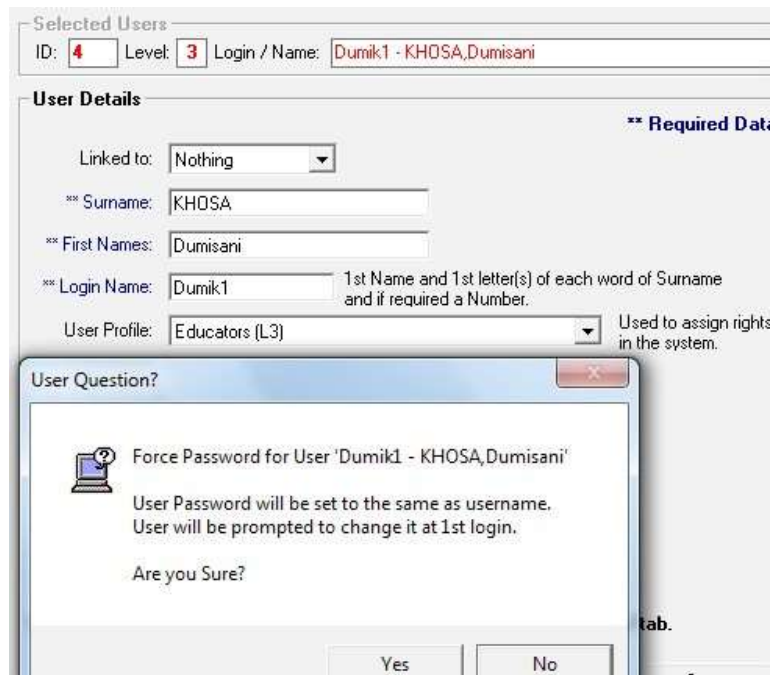 Selected Users
ID: 4 Level: 3 Login / Name: Dumik1 - KHOSA,Dumisani
User Details
** Required Data
Linked to: Nothing
** Surname: KHOSA
** First Names: Dumisani
** Login Name: Dumik1 1st Name and 1st letter(s) of each word of Surname
and if required a Number.
User Profile: Educators (L3) Used to assign rights
in the system.
User Question?
Force Password for User 'Dumik1 - KHOSA,Dumisani'
User Password will be set to the same as username.
User will be prompted to change it at 1st login.
Are you Sure?
tab.
Yes No